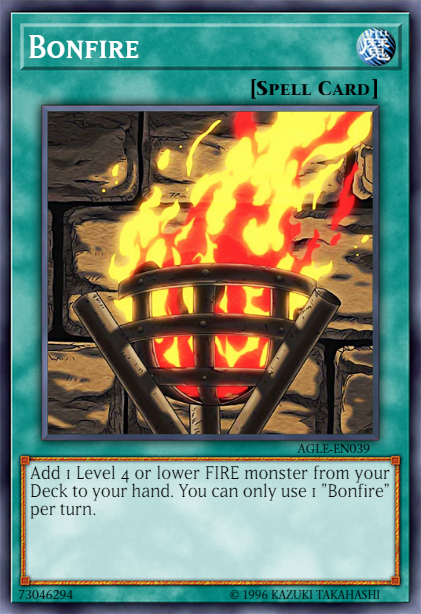 BONFIRE
魔
[SPELL CARD]
AGLE-EN039
Add 1 Level 4 or lower FIRE monster from your
Deck to your hand. You can only use 1 "Bonfire"
per turn.
73046294
© 1996 KAZUKI TAKAHASHI